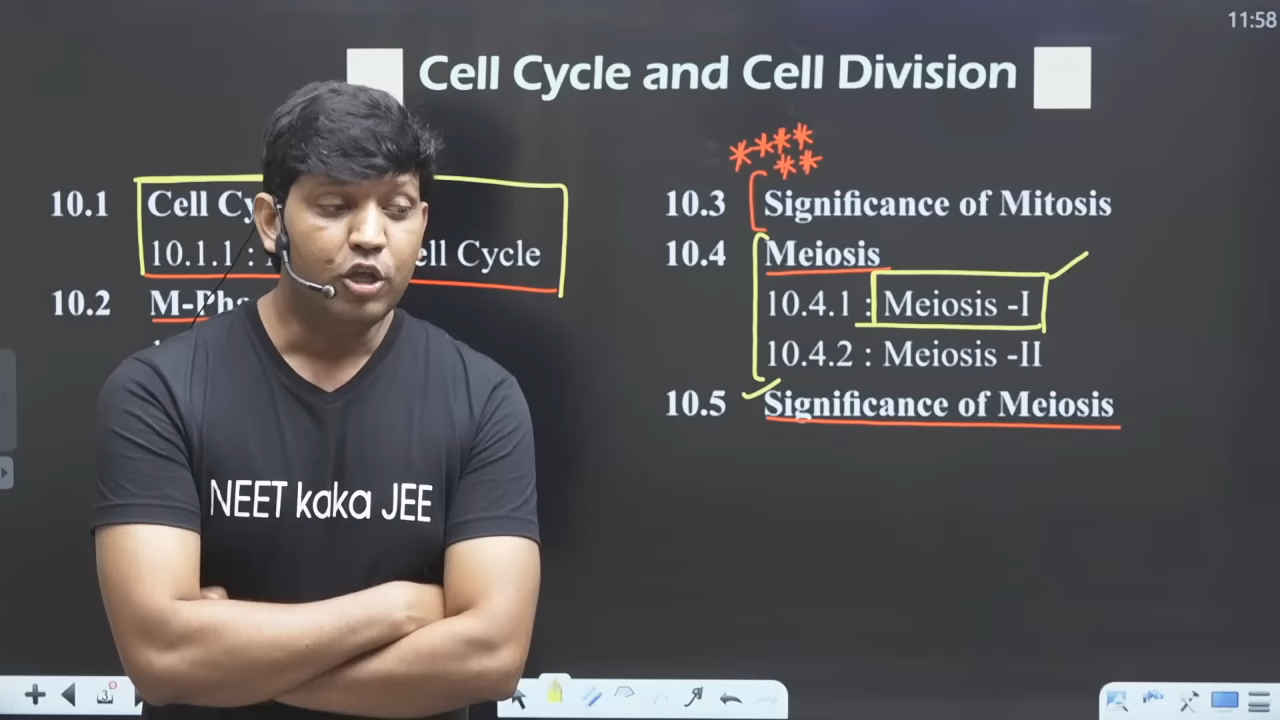 11:58
Cell Cycle and Cell Division
10.1 Cell Cy
10.1.1 : ell Cycle
10.2 M-Pha
10.3 Significance of Mitosis
10.4 Meiosis
10.4.1 : Meiosis -I
10.4.2 : Meiosis -II
10.5 Significance of Meiosis
NEET kaka JEE